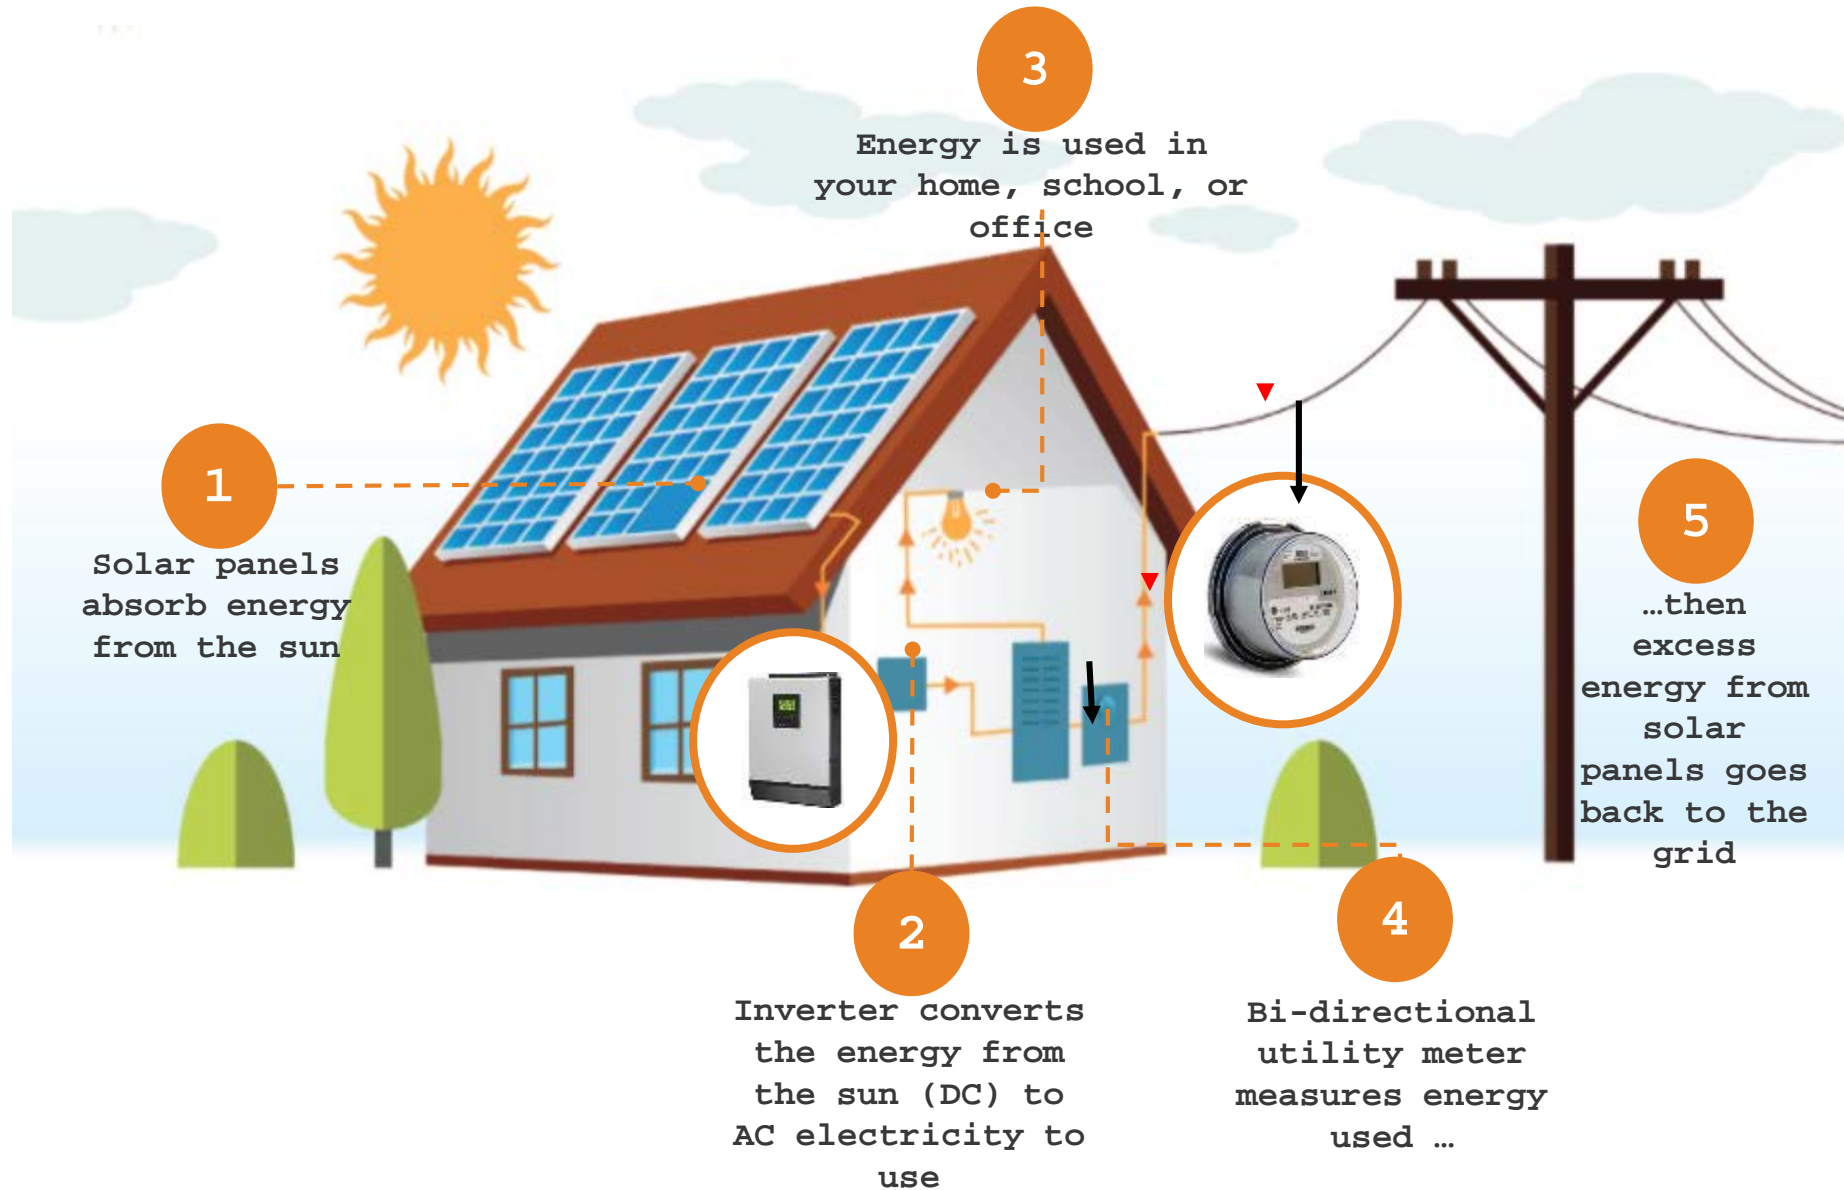 3
Energy is used in
your home, school, or
office
1
Solar panels
absorb energy
from the sun
5
…then
excess
energy from
solar
panels goes
back to the
grid
2
Inverter converts
the energy from
the sun (DC) to
AC electricity to
use
4
Bi-directional
utility meter
measures energy
used …